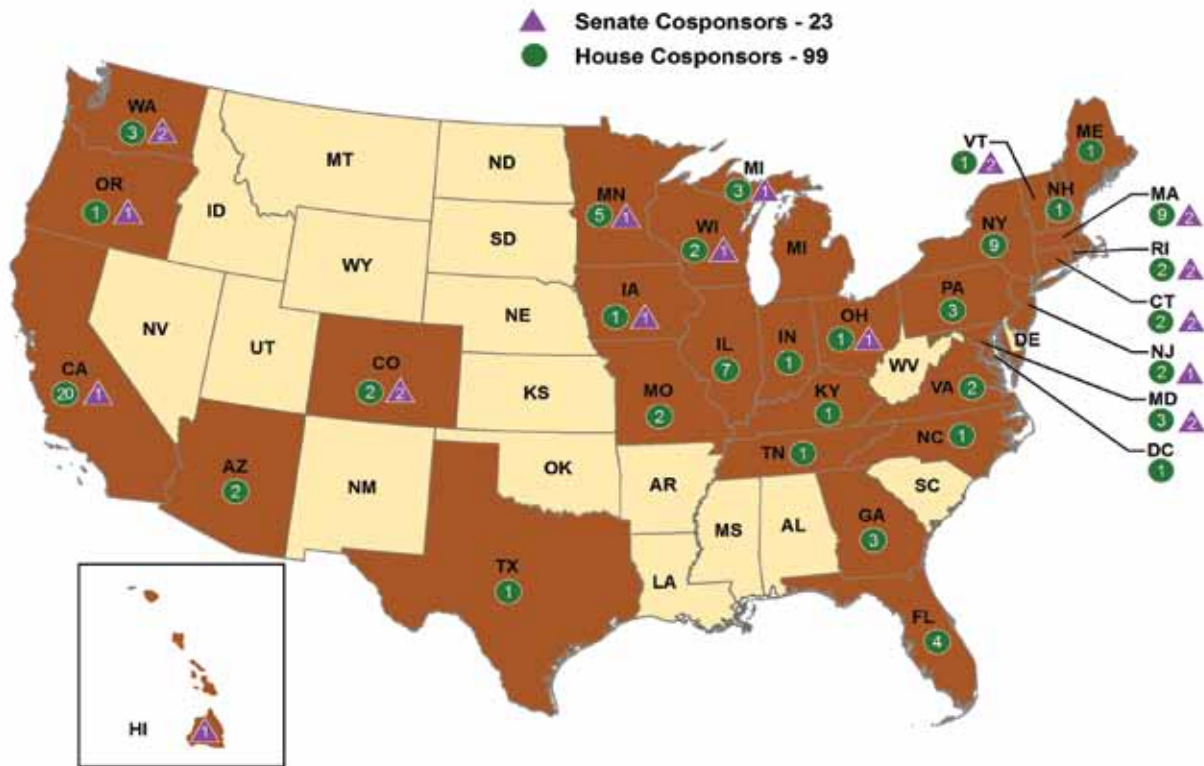 Senate Cosponsors - 23
House Cosponsors - 99
WA
3 2
OR
1 1
CA
20 1
NV
ID
MT
WY
UT
CO
2 2
AZ
2
NM
ND
SD
NE
KS
OK
TX
1
MN
5 1
IA
1 1
MO
2
AR
LA
WI
2 1
MI
3 1
MI
IL
7
IN
1
OH
1 1
KY
1
TN 1
MS
AL
GA
3
FL
4
SC
NC 1
VA 2
WV
PA
3
NY
9
VT
1 2
NH
1
ME
1
MA
9 2
RI
2 2
CT
2 2
NJ
2 1
DE
MD
3 2
DC
1
HI
1